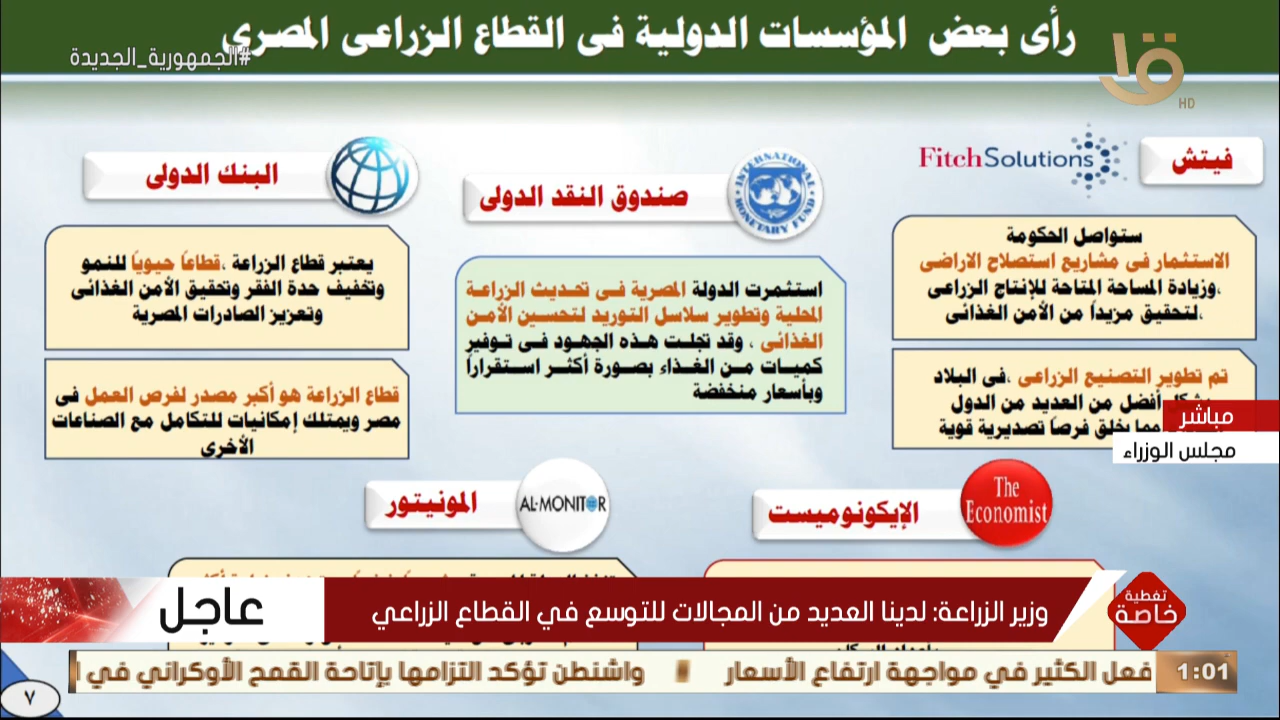 رأى بعض المؤسسات الدولية فى القطاع الزراعى المصرى
#الجمهورية_الجديدة
HD
فيتش
FitchSolutions
ستواصل الحكومة
الاستثمار فى مشاريع استصلاح الاراضى
،وزيادة المساحة المتاحة للإنتاج الزراعى
،لتحقيق مزيداً من الأمن الغذائى
تم تطوير التصنيع الزراعى ،فى البلاد
بشكل أفضل من العديد من الدول
مما يخلق فرصاً تصديرية قوية
صندوق النقد الدولى
INTERNATIONAL MONETARY FUND
استثمرت الدولة المصرية فى تحديث الزراعة
المحلية وتطوير سلاسل التوريد لتحسين الأمن
الغذائى ، وقد تجلت هذه الجهود فى توفير
كميات من الغذاء بصورة أكثر استقراراً
وبأسعار منخفضة
البنك الدولى
يعتبر قطاع الزراعة ،قطاعاً حيوياً للنمو
وتخفيف حدة الفقر وتحقيق الأمن الغذائى
وتعزيز الصادرات المصرية
قطاع الزراعة هو أكبر مصدر لفرص العمل فى
مصر ويمتلك إمكانيات للتكامل مع الصناعات
الأخرى
مباشر
مجلس الوزراء
الإيكونوميست
The
Economist
المونيتور
AL-MONITOR
تغطية
خاصة
وزير الزراعة: لدينا العديد من المجالات للتوسع في القطاع الزراعي
عاجل
1:01
فعل الكثير في مواجهة ارتفاع الأسعار
واشنطن تؤكد التزامها بإتاحة القمح الأوكراني في
٧